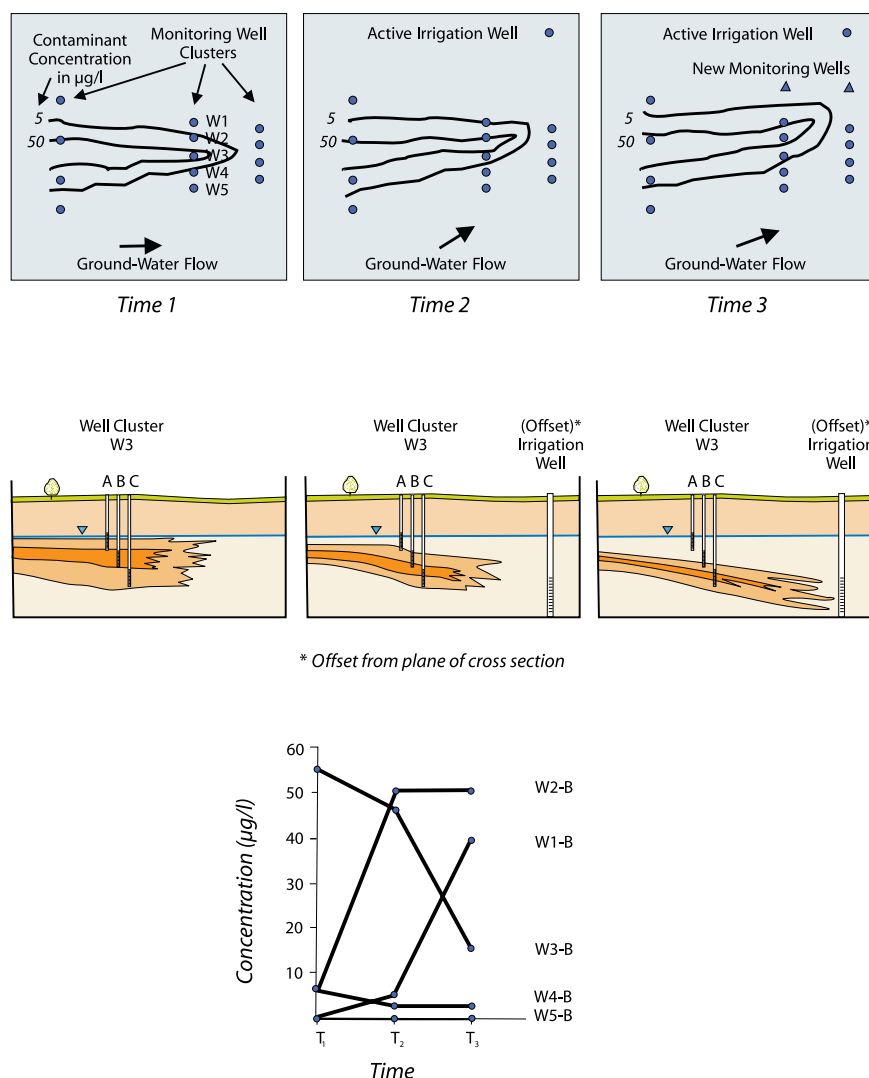 Contaminant
Concentration
in µg/l
Monitoring Well
Clusters
5
50
W1
W2
W3
W4
W5
Ground-Water Flow
Time 1
Active Irrigation Well
5
50
Ground-Water Flow
Time 2
Active Irrigation Well
New Monitoring Wells
5
50
Ground-Water Flow
Time 3
Well Cluster
W3
A B C
Well Cluster
W3
A B C
(Offset)*
Irrigation
Well
Well Cluster
W3
A B C
(Offset)*
Irrigation
Well
* Offset from plane of cross section
Concentration (µg/l)
60
50
40
30
20
10
W2-B
W1-B
W3-B
W4-B
W5-B
T1 T2 T3
Time